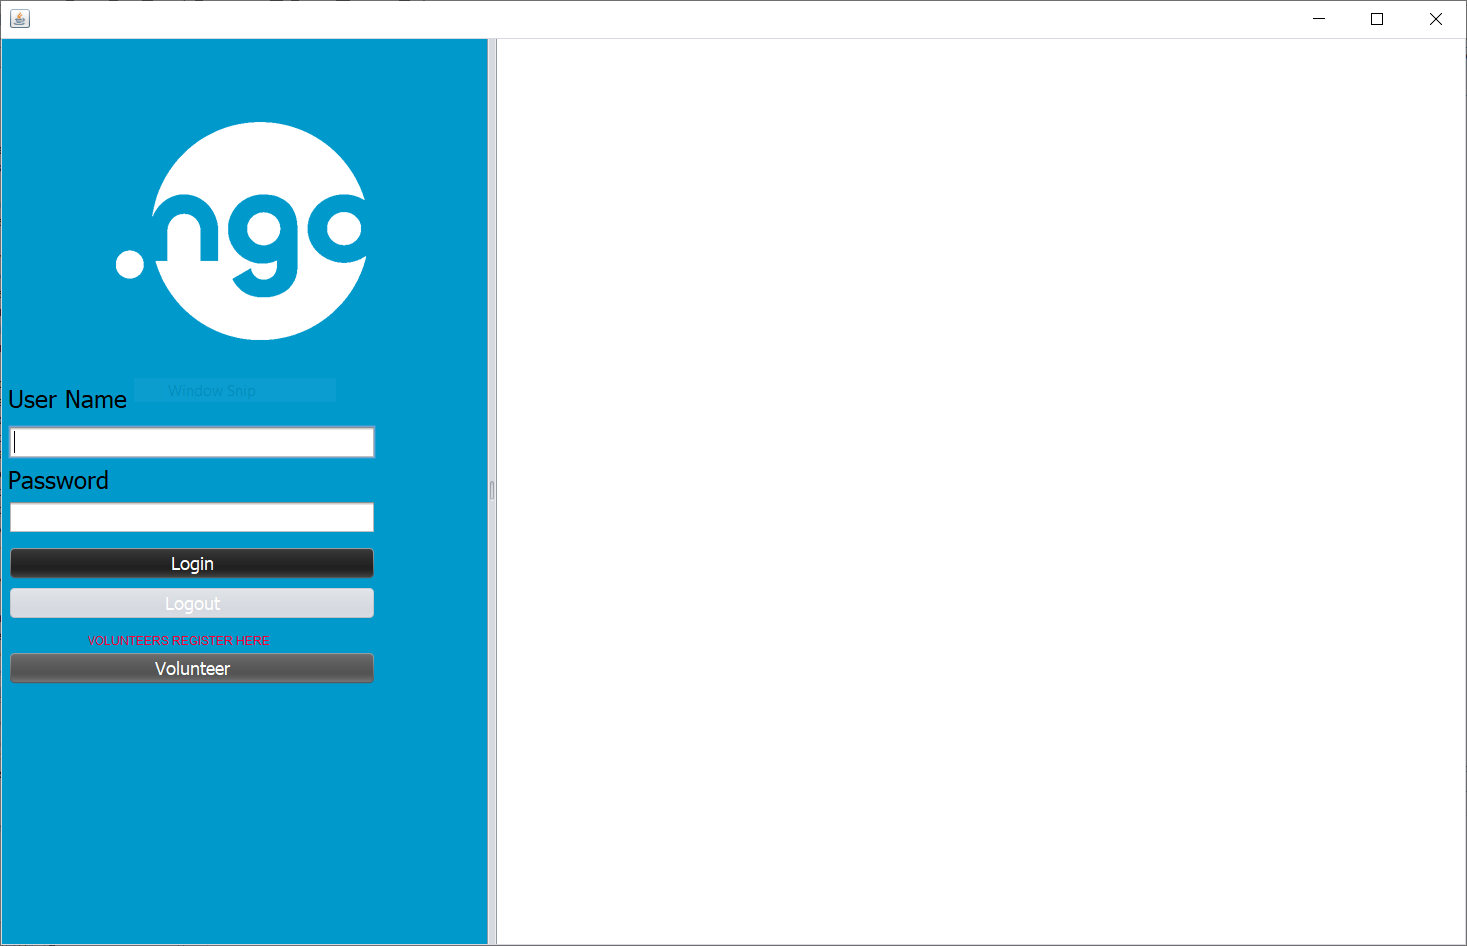 .ngo
User Name
Window Snip
Password
Login
Logout
VOLUNTEERS REGISTER HERE
Volunteer